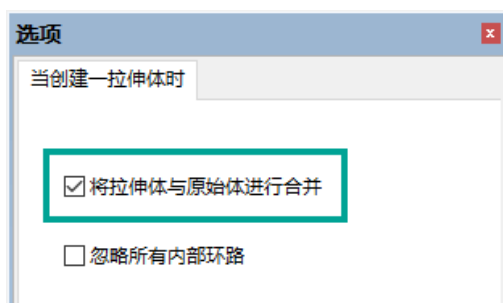 选项
当创建一拉伸体时
将拉伸体与原始体进行合并
忽略所有内部环路